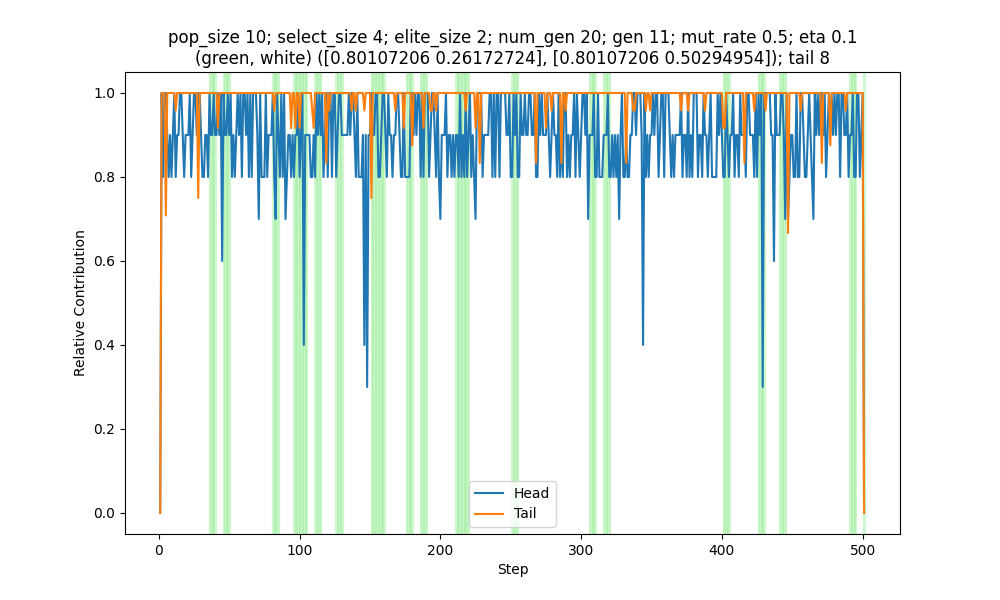 pop_size 10; select_size 4; elite_size 2; num_gen 20; gen 11; mut_rate 0.5; eta 0.1
(green, white) ([0.80107206 0.26172724], [0.80107206 0.50294954]); tail 8
1.0
0.8
0.6
0.4
0.2
0.0
Relative Contribution
Head
Tail
0
100
200
300
400
500
Step